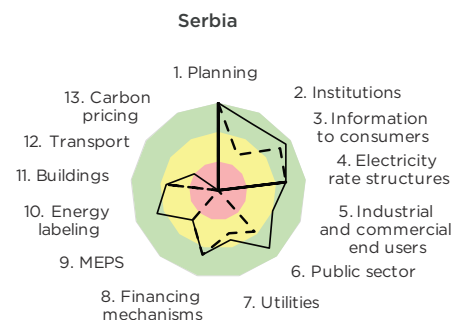 Serbia
1. Planning
2. Institutions
3. Information
to consumers
4. Electricity
rate structures
5. Industrial
and commercial
end users
6. Public sector
7. Utilities
8. Financing
mechanisms
9. MEPS
10. Energy
labeling
11. Buildings
12. Transport
13. Carbon
pricing